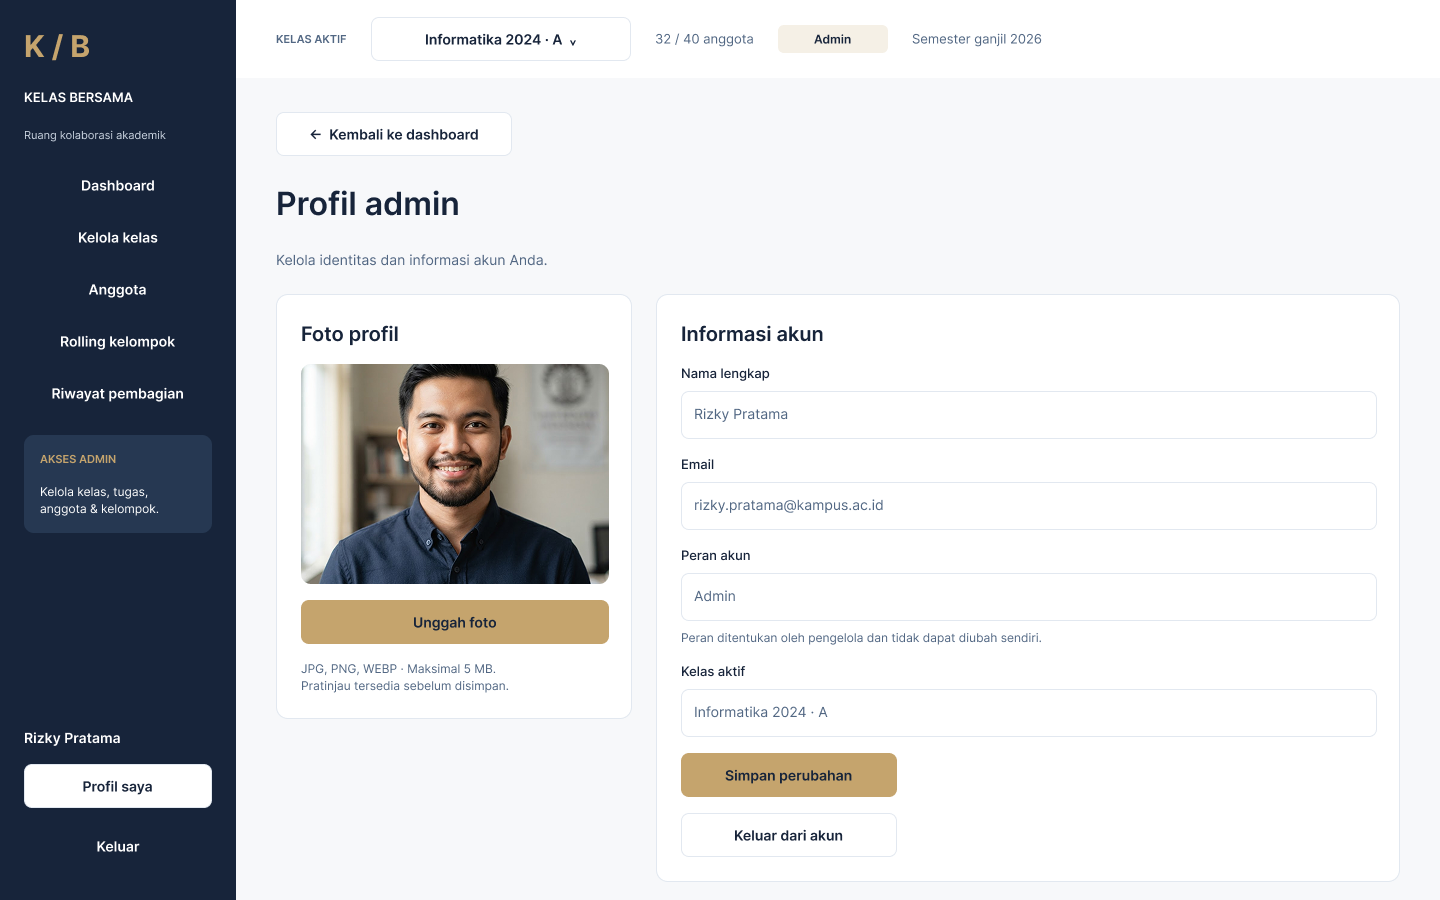 K / B
KELAS BERSAMA
Ruang kolaborasi akademik
Dashboard
Kelola kelas
Anggota
Rolling kelompok
Riwayat pembagian
AKSES ADMIN
Kelola kelas, tugas,
anggota & kelompok.
Rizky Pratama
Profil saya
Keluar
KELAS AKTIF
Informatika 2024 · A
32 / 40 anggota
Admin
Semester ganjil 2026
← Kembali ke dashboard
Profil admin
Kelola identitas dan informasi akun Anda.
Foto profil
Unggah foto
JPG, PNG, WEBP · Maksimal 5 MB.
Pratinjau tersedia sebelum disimpan.
Informasi akun
Nama lengkap
Rizky Pratama
Email
rizky.pratama@kampus.ac.id
Peran akun
Admin
Peran ditentukan oleh pengelola dan tidak dapat diubah sendiri.
Kelas aktif
Informatika 2024 · A
Simpan perubahan
Keluar dari akun